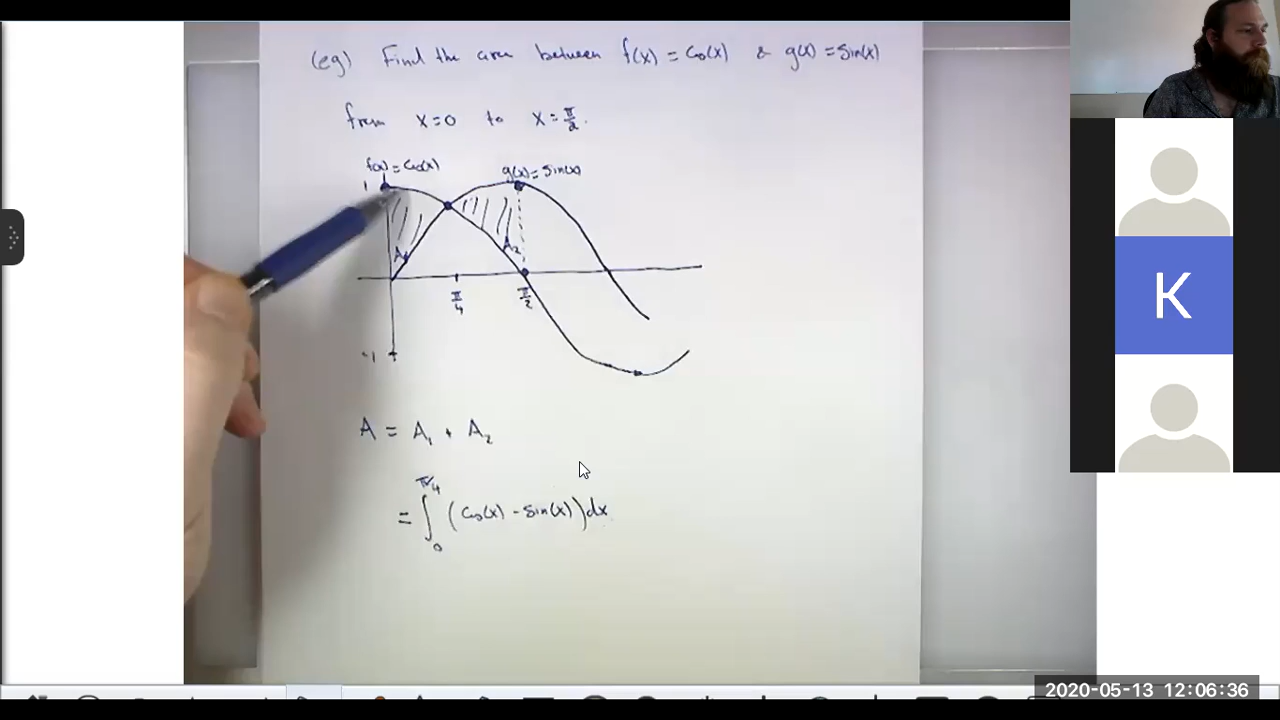 (eg) Find the area between f(x) = Cos(x) & g(x) = Sin(x)
from x=0 to x=π/2.
f(x)=Cos(x)
g(x)=Sin(x)
1
A₁
A₂
π/4
π/2
-1
A = A₁ + A₂
= ∫₀^π/4 (Cos(x) - Sin(x)) dx
K
2020-05-13 12:06:36